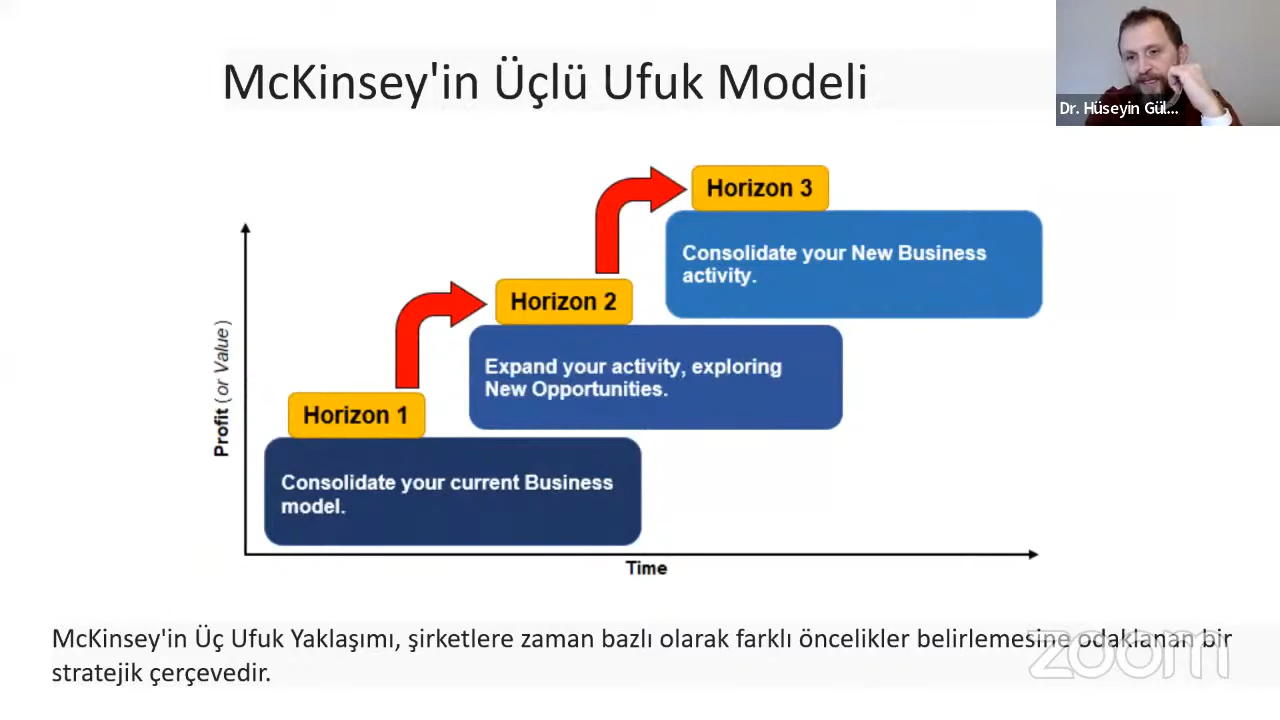 McKinsey'in Üçlü Ufuk Modeli
Dr. Hüseyin Gül...
Horizon 3
Consolidate your New Business
activity.
Horizon 2
Expand your activity, exploring
New Opportunities.
Horizon 1
Consolidate your current Business
model.
Profit (or Value)
Time
McKinsey'in Üç Ufuk Yaklaşımı, şirketlere zaman bazlı olarak farklı öncelikler belirlemesine odaklanan bir
stratejik çerçevedir.
zoom